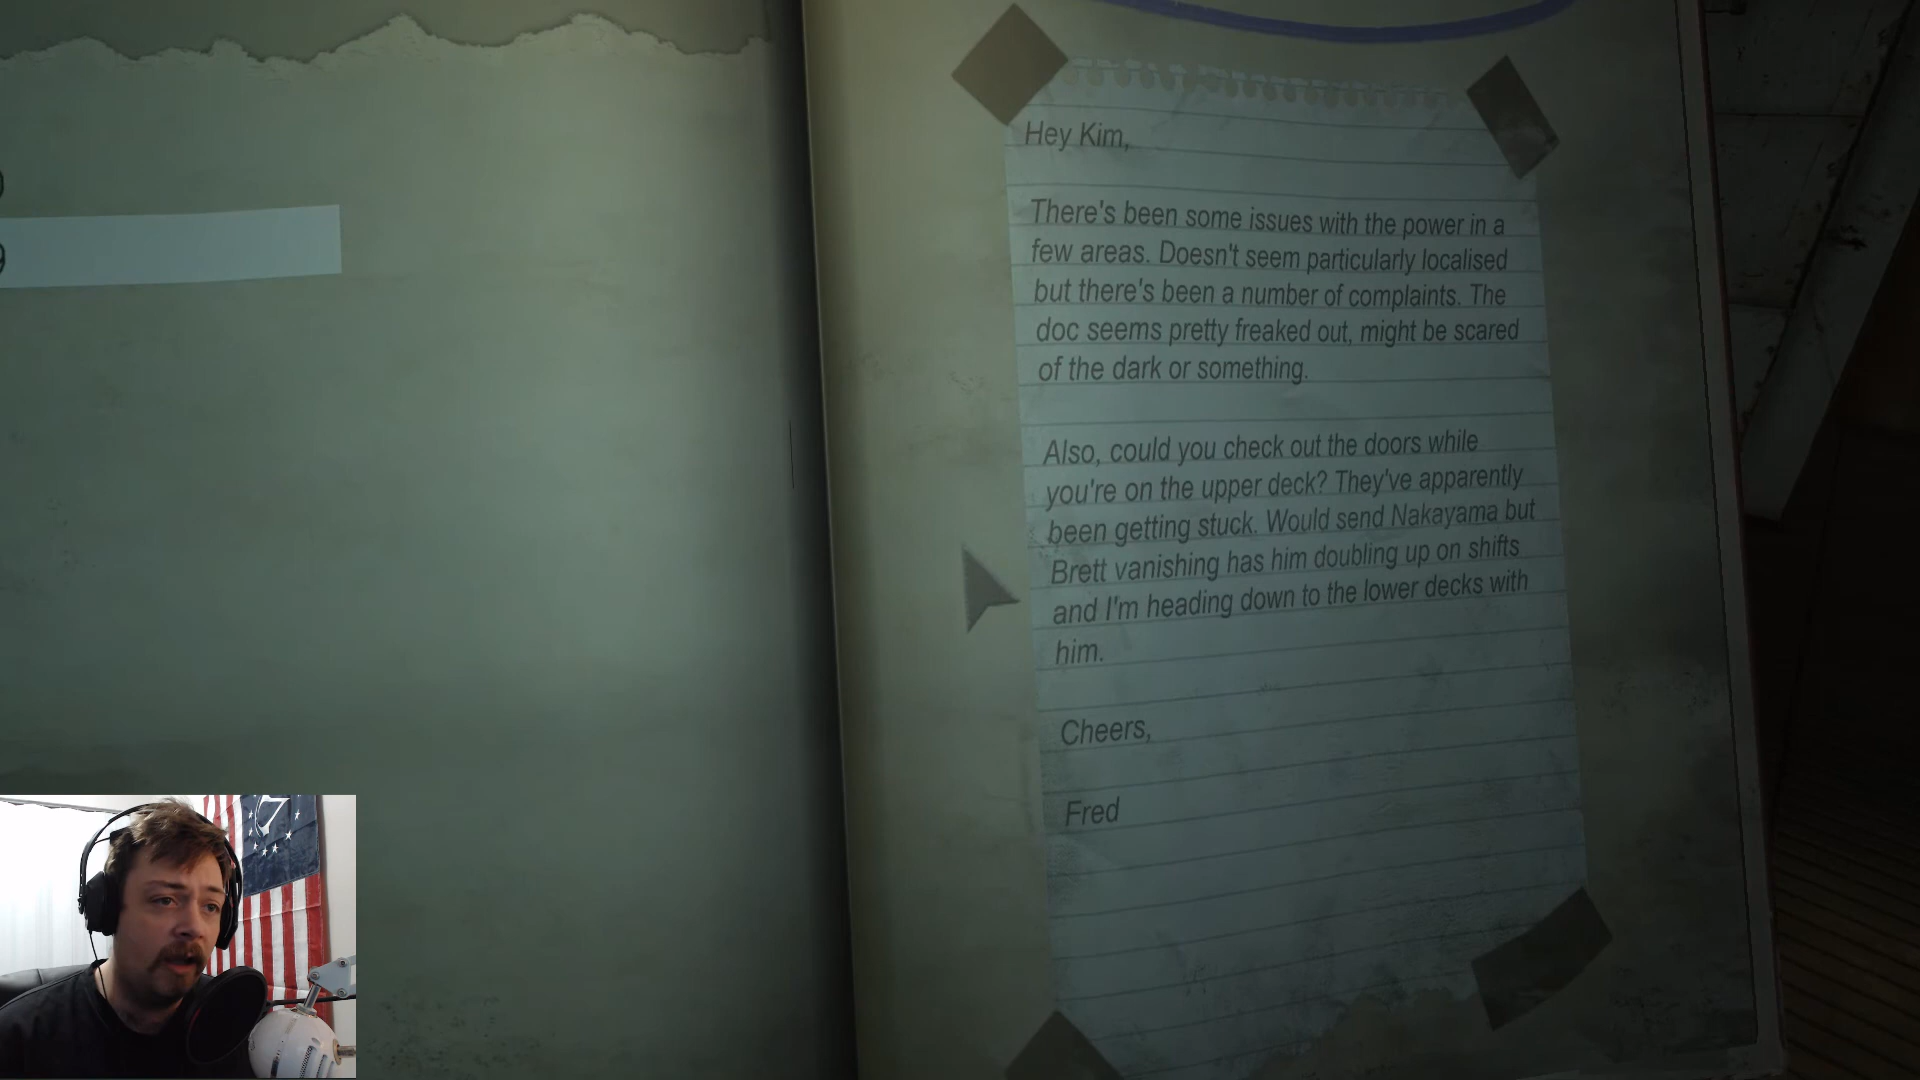 Hey Kim,
There's been some issues with the power in a
few areas. Doesn't seem particularly localised
but there's been a number of complaints. The
doc seems pretty freaked out, might be scared
of the dark or something.
Also, could you check out the doors while
you're on the upper deck? They've apparently
been getting stuck. Would send Nakayama but
Brett vanishing has him doubling up on shifts
and I'm heading down to the lower decks with
him.
Cheers,
Fred